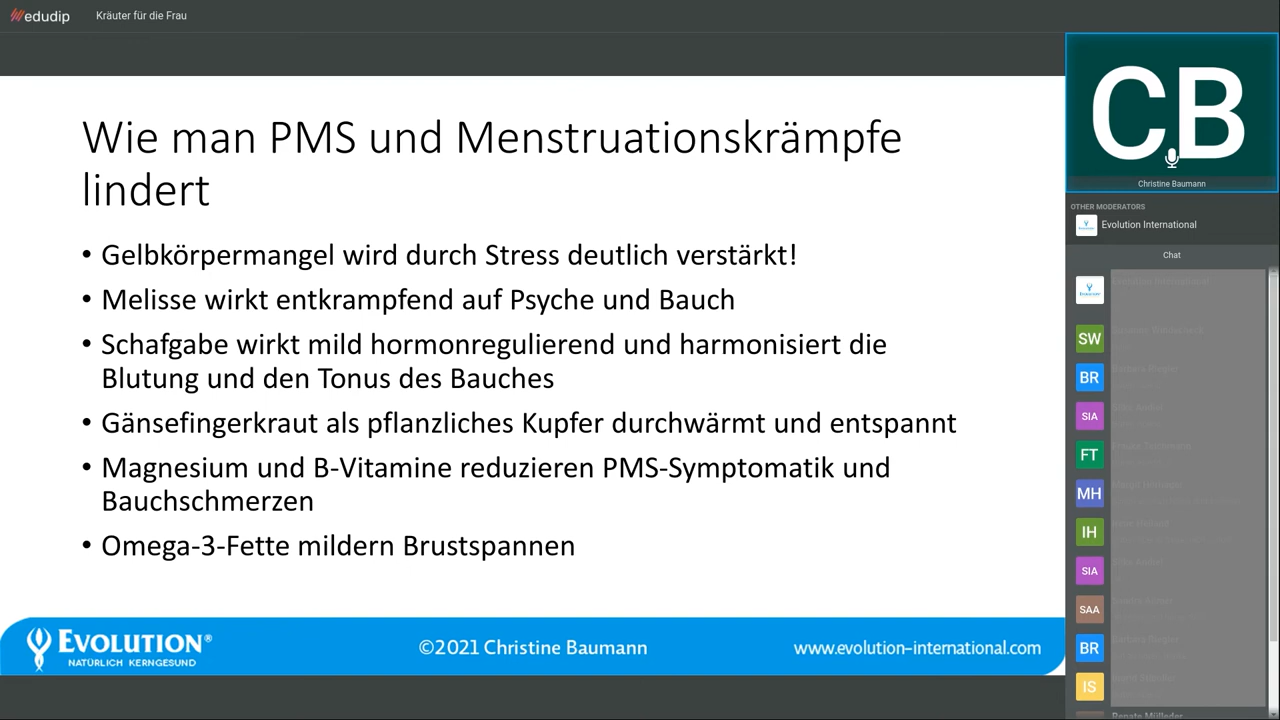 edudip
Kräuter für die Frau
Wie man PMS und Menstruationskrämpfe
lindert
• Gelbkörpermangel wird durch Stress deutlich verstärkt!
• Melisse wirkt entkrampfend auf Psyche und Bauch
• Schafgabe wirkt mild hormonregulierend und harmonisiert die
Blutung und den Tonus des Bauches
• Gänsefingerkraut als pflanzliches Kupfer durchwärmt und entspannt
• Magnesium und B-Vitamine reduzieren PMS-Symptomatik und
Bauchschmerzen
• Omega-3-Fette mildern Brustspannen
EVOLUTION®
NATÜRLICH KERNGESUND
©2021 Christine Baumann
www.evolution-international.com
CB
Christine Baumann
OTHER MODERATORS
Evolution International
Chat
SW
BR
SIA
FT
MH
IH
SIA
SAA
BR
IS